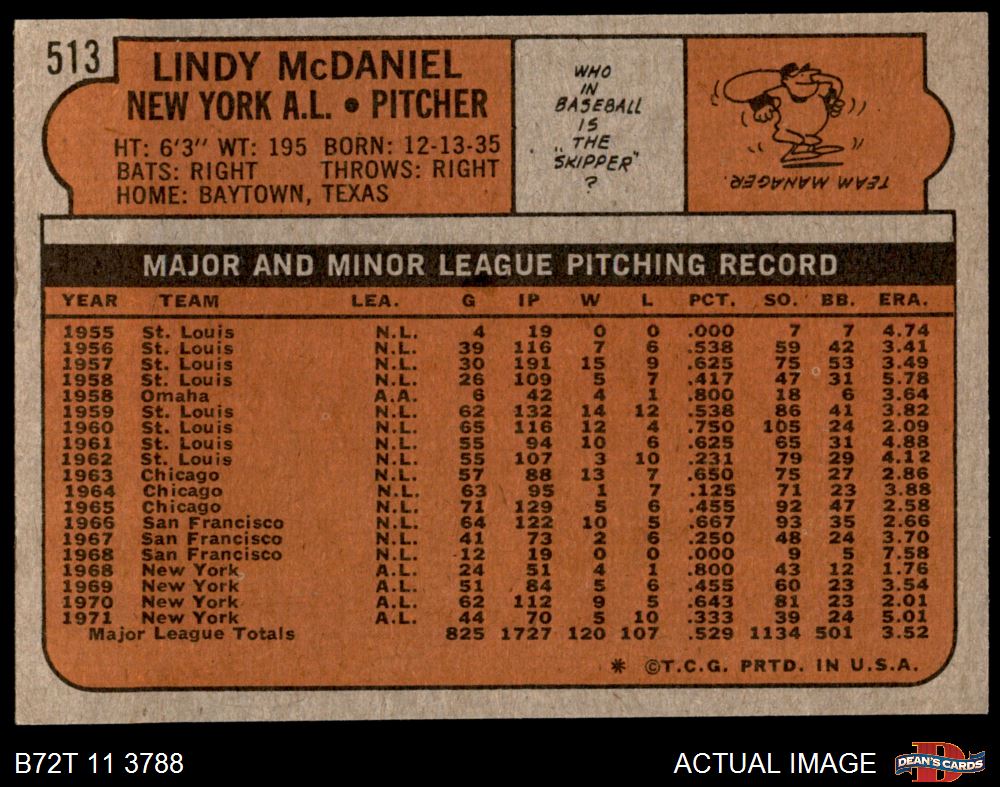 513
LINDY McDANIEL
NEW YORK A.L. • PITCHER
HT: 6'3" WT: 195 BORN: 12-13-35
BATS: RIGHT THROWS: RIGHT
HOME: BAYTOWN, TEXAS
WHO
IN
BASEBALL
IS
"THE
SKIPPER"
?
TEAM MANAGER.
MAJOR AND MINOR LEAGUE PITCHING RECORD
YEAR TEAM LEA. G IP W L PCT. SO. BB. ERA.
1955 St. Louis N.L. 4 19 0 0 .000 7 7 4.74
1956 St. Louis N.L. 39 116 7 6 .538 59 42 3.41
1957 St. Louis N.L. 30 191 15 9 .625 75 53 3.49
1958 St. Louis N.L. 26 109 5 7 .417 47 31 5.78
1958 Omaha A.A. 6 42 4 1 .800 18 6 3.64
1959 St. Louis N.L. 62 132 14 12 .538 86 41 3.82
1960 St. Louis N.L. 65 116 12 4 .750 105 24 2.09
1961 St. Louis N.L. 55 94 10 6 .625 65 31 4.88
1962 St. Louis N.L. 55 107 3 10 .231 79 29 4.12
1963 Chicago N.L. 57 88 13 7 .650 75 27 2.86
1964 Chicago N.L. 63 95 1 7 .125 71 23 3.88
1965 Chicago N.L. 71 129 5 6 .455 92 47 2.58
1966 San Francisco N.L. 64 122 10 5 .667 93 35 2.66
1967 San Francisco N.L. 41 73 2 6 .250 48 24 3.70
1968 San Francisco N.L. 12 19 0 0 .000 9 5 7.58
1968 New York A.L. 24 51 4 1 .800 43 12 1.76
1969 New York A.L. 51 84 5 6 .455 60 23 3.54
1970 New York A.L. 62 112 9 5 .643 81 23 2.01
1971 New York A.L. 44 70 5 10 .333 39 24 5.01
Major League Totals 825 1727 120 107 .529 1134 501 3.52
* ©T.C.G. PRTD. IN U.S.A.
B72T 11 3788
ACTUAL IMAGE
DEAN'S CARDS